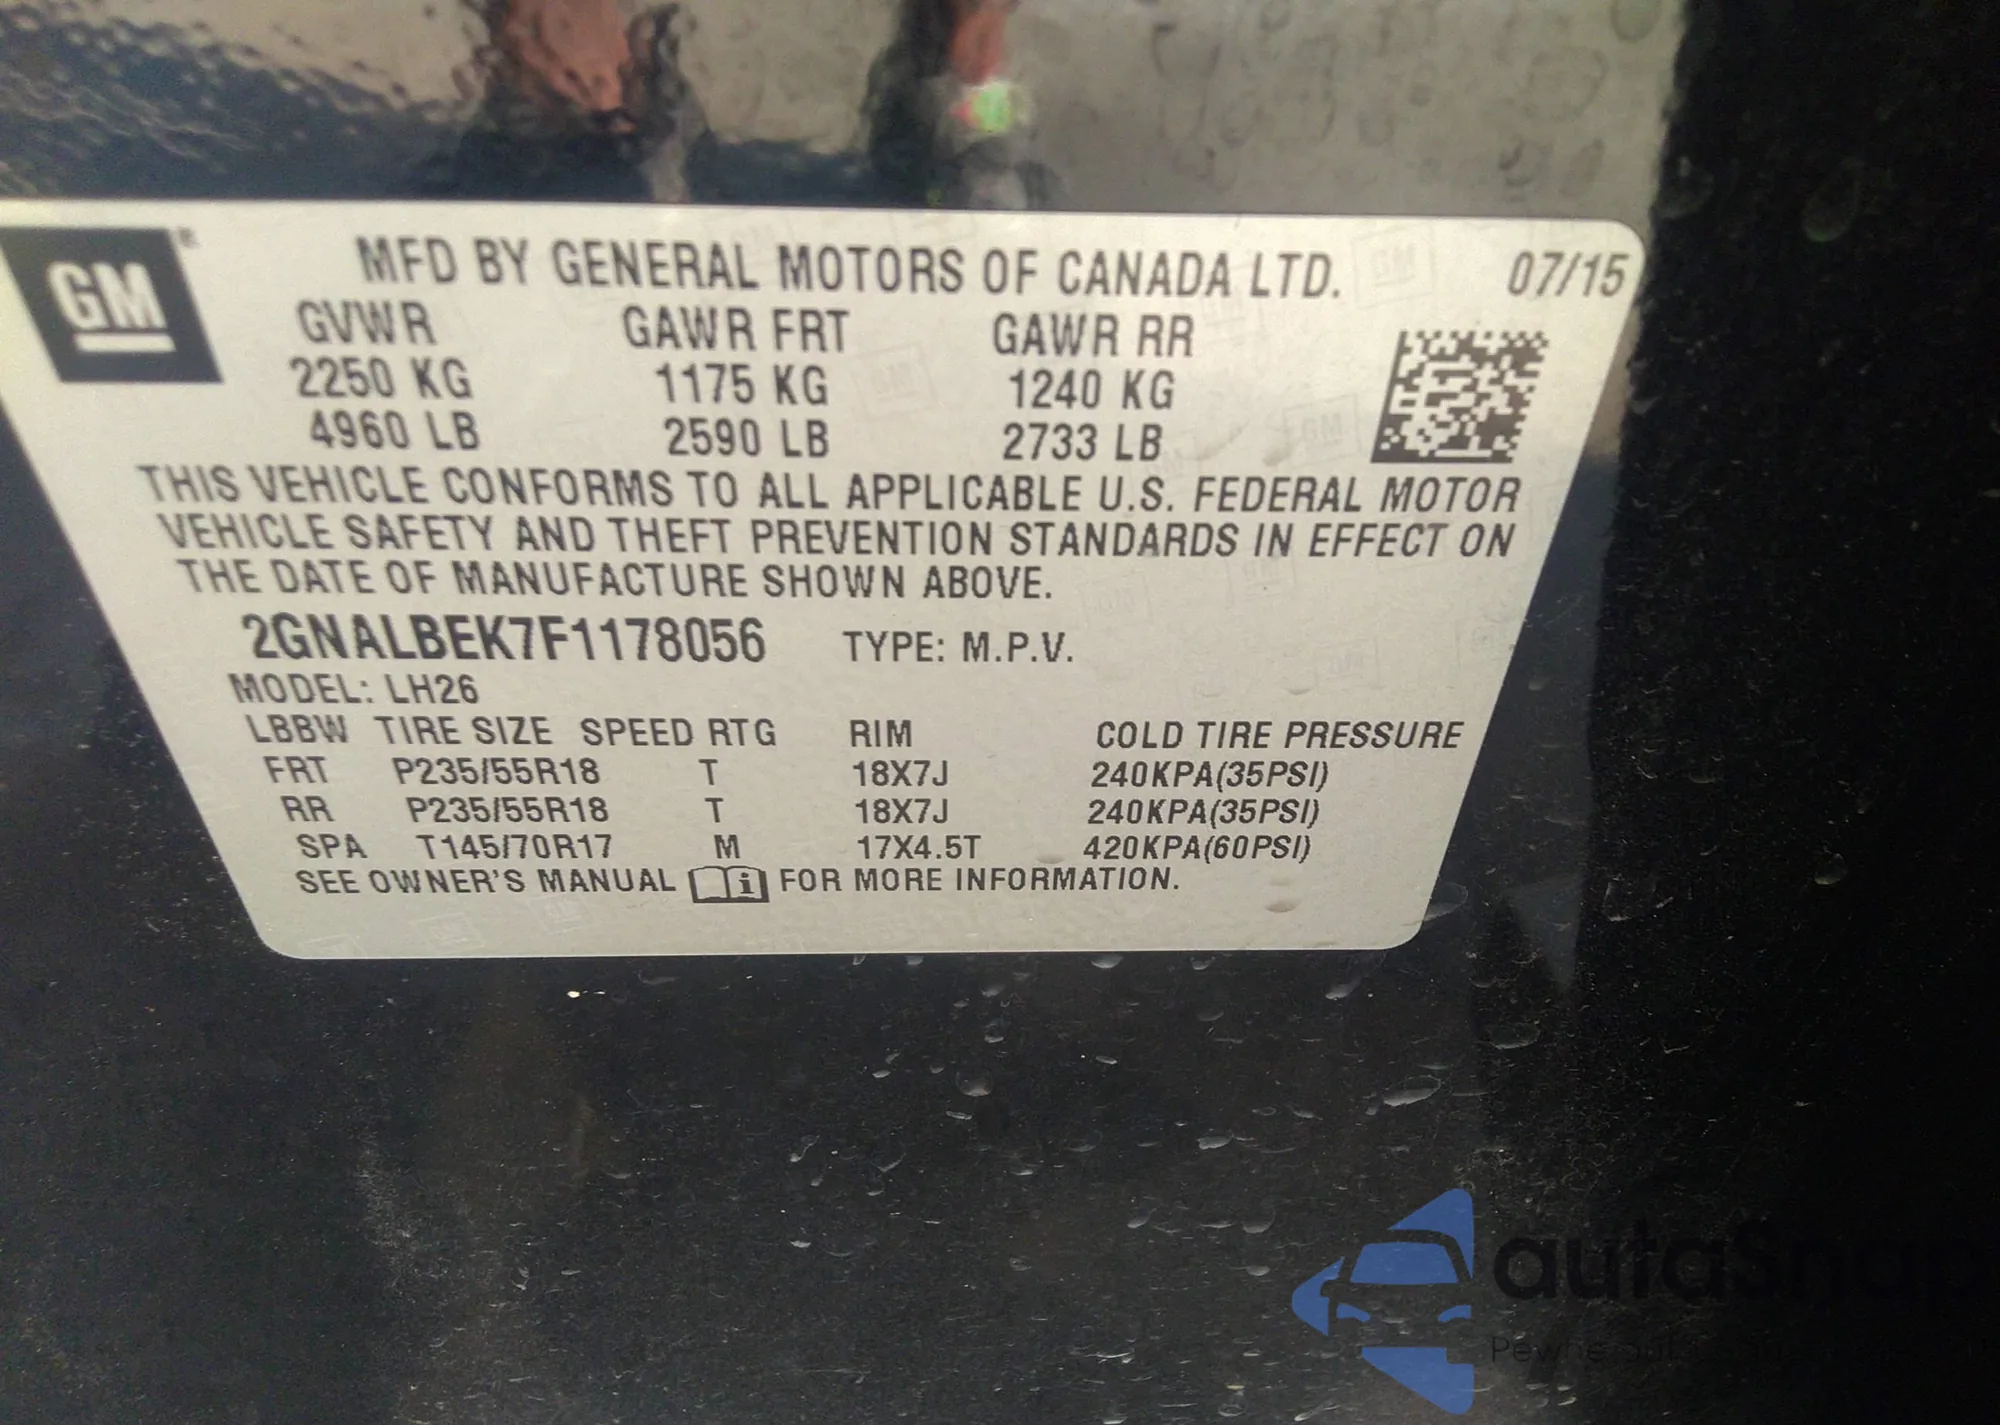 GM
MFD BY GENERAL MOTORS OF CANADA LTD. 07/15
GVWR GAWR FRT GAWR RR
2250 KG 1175 KG 1240 KG
4960 LB 2590 LB 2733 LB
THIS VEHICLE CONFORMS TO ALL APPLICABLE U.S. FEDERAL MOTOR
VEHICLE SAFETY AND THEFT PREVENTION STANDARDS IN EFFECT ON
THE DATE OF MANUFACTURE SHOWN ABOVE.
2GNALBEK7F1178056 TYPE: M.P.V.
MODEL: LH26
LBBW TIRE SIZE SPEED RTG RIM COLD TIRE PRESSURE
FRT P235/55R18 T 18X7J 240KPA(35PSI)
RR P235/55R18 T 18X7J 240KPA(35PSI)
SPA T145/70R17 M 17X4.5T 420KPA(60PSI)
SEE OWNER'S MANUAL FOR MORE INFORMATION.
autaSnap